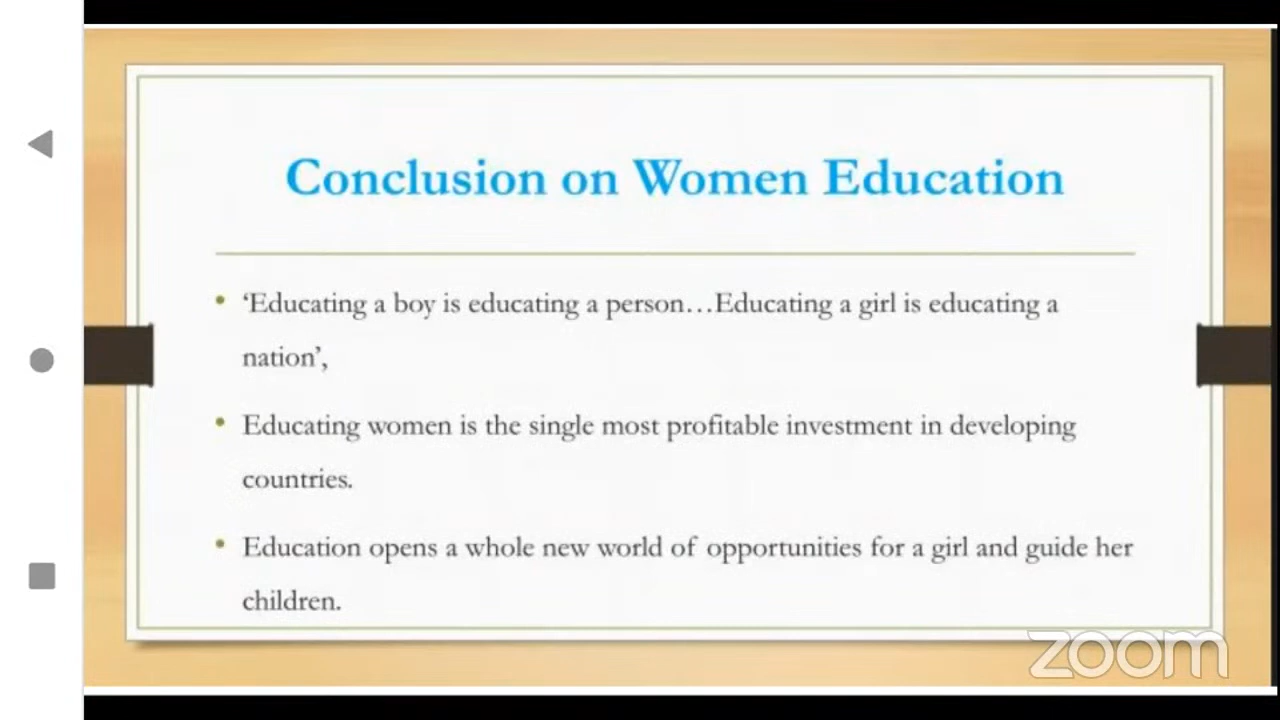 Conclusion on Women Education
• ‘Educating a boy is educating a person…Educating a girl is educating a
nation’,
• Educating women is the single most profitable investment in developing
countries.
• Education opens a whole new world of opportunities for a girl and guide her
children.
zoom